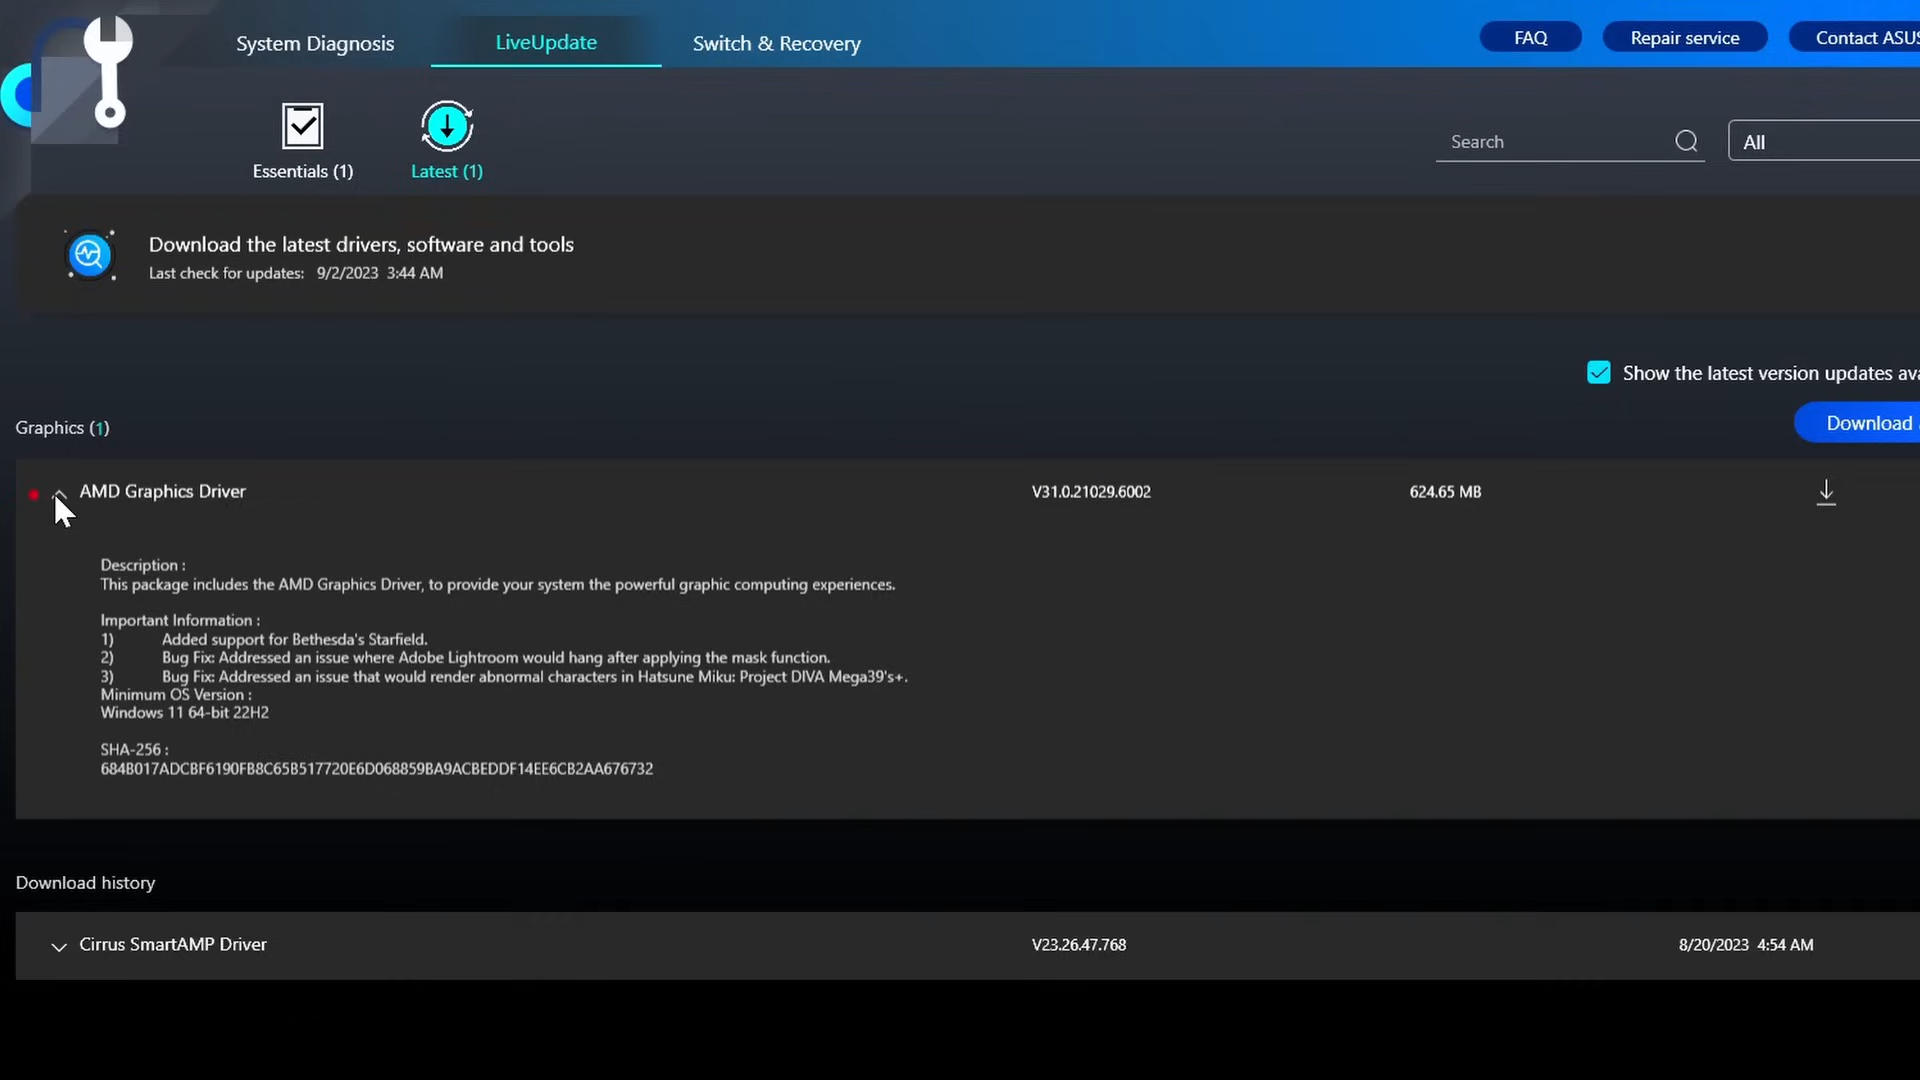 System Diagnosis
LiveUpdate
Switch & Recovery
FAQ
Repair service
Contact ASUS
Essentials (1)
Latest (1)
Search
All
Download the latest drivers, software and tools
Last check for updates: 9/2/2023 3:44 AM
Show the latest version updates
Graphics (1)
Download
AMD Graphics Driver
V31.0.21029.6002
624.65 MB
Description :
This package includes the AMD Graphics Driver, to provide your system the powerful graphic computing experiences.
Important Information :
1) Added support for Bethesda's Starfield.
2) Bug Fix: Addressed an issue where Adobe Lightroom would hang after applying the mask function.
3) Bug Fix: Addressed an issue that would render abnormal characters in Hatsune Miku: Project DIVA Mega39's+.
Minimum OS Version :
Windows 11 64-bit 22H2
SHA-256 :
684B017ADCBF6190FB8C65B517720E6D068859BA9ACBEDDF14EE6CB2AA676732
Download history
Cirrus SmartAMP Driver
V23.26.47.768
8/20/2023 4:54 AM